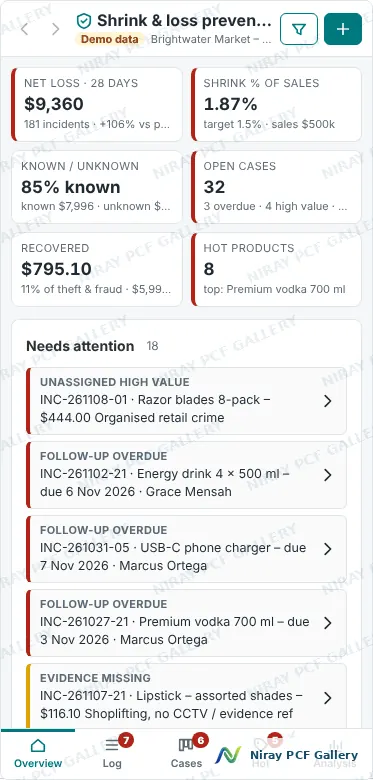 Shrink & loss preven...
Demo data Brightwater Market – ...
NET LOSS · 28 DAYS
$9,360
181 incidents · +106% vs p...
SHRINK % OF SALES
1.87%
target 1.5% · sales $500k
KNOWN / UNKNOWN
85% known
known $7,996 · unknown $...
OPEN CASES
32
3 overdue · 4 high value · ...
RECOVERED
$795.10
11% of theft & fraud · $5,99...
HOT PRODUCTS
8
top: Premium vodka 700 ml
Needs attention 18
UNASSIGNED HIGH VALUE
INC-261108-01 · Razor blades 8-pack –
$444.00 Organised retail crime
FOLLOW-UP OVERDUE
INC-261102-21 · Energy drink 4 × 500 ml –
due 6 Nov 2026 · Grace Mensah
FOLLOW-UP OVERDUE
INC-261031-05 · USB-C phone charger – due
7 Nov 2026 · Marcus Ortega
FOLLOW-UP OVERDUE
INC-261027-21 · Premium vodka 700 ml – due
3 Nov 2026 · Marcus Ortega
EVIDENCE MISSING
INC-261107-21 · Lipstick – assorted shades –
$116.10 Shoplifting, no CCTV / evidence ref
7 6
Overview Log Cases Hot Analysis
Niray PCF Gallery
NIRAY PCF GALLERY